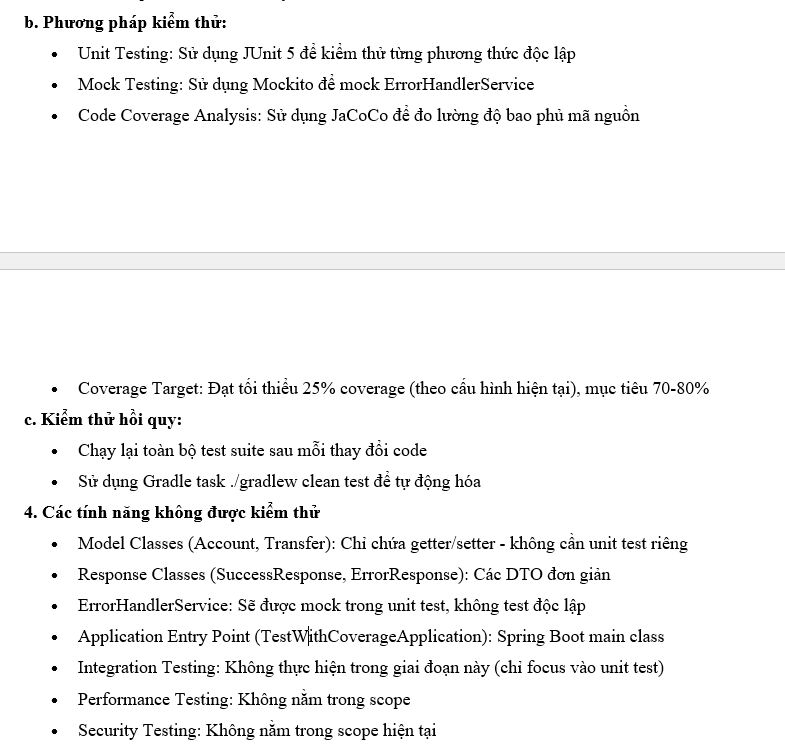 b. Phương pháp kiểm thử:
• Unit Testing: Sử dụng JUnit 5 để kiểm thử từng phương thức độc lập
• Mock Testing: Sử dụng Mockito để mock ErrorHandlerService
• Code Coverage Analysis: Sử dụng JaCoCo để đo lường độ bao phủ mã nguồn
• Coverage Target: Đạt tối thiểu 25% coverage (theo cấu hình hiện tại), mục tiêu 70-80%
c. Kiểm thử hồi quy:
• Chạy lại toàn bộ test suite sau mỗi thay đổi code
• Sử dụng Gradle task ./gradlew clean test để tự động hóa
4. Các tính năng không được kiểm thử
• Model Classes (Account, Transfer): Chỉ chứa getter/setter - không cần unit test riêng
• Response Classes (SuccessResponse, ErrorResponse): Các DTO đơn giản
• ErrorHandlerService: Sẽ được mock trong unit test, không test độc lập
• Application Entry Point (TestWithCoverageApplication): Spring Boot main class
• Integration Testing: Không thực hiện trong giai đoạn này (chỉ focus vào unit test)
• Performance Testing: Không nằm trong scope
• Security Testing: Không nằm trong scope hiện tại